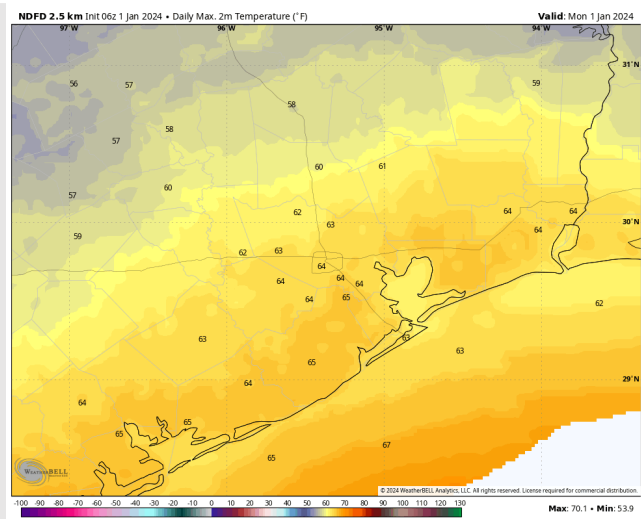 NDFD 2.5 km Init 06z 1 Jan 2024 • Daily Max. 2m Temperature (°F)
Valid: Mon 1 Jan 2024
97°W 96°W 95°W 94°W
31°N
56 57 59
58
57 58
60 61
57 60
62 64 64
63 30°N
59 64
62 63
64
64 64 64
64 65 62
63 63
63
65
29°N
64
64
65 65
67
65
WEATHERBELL
© 2024 WeatherBELL Analytics, LLC. All rights reserved. License required for commercial distribution.
-100 -90 -80 -70 -60 -50 -40 -30 -20 -10 0 10 20 30 40 50 60 70 80 90 100 110 120 130
Max: 70.1 • Min: 53.9